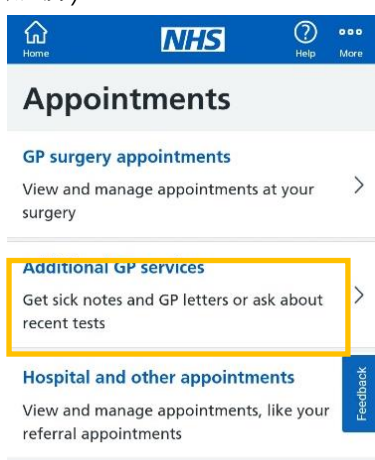 NHS
Home
Help
More
Appointments
GP surgery appointments
View and manage appointments at your
surgery
Additional GP services
Get sick notes and GP letters or ask about
recent tests
Hospital and other appointments
View and manage appointments, like your
referral appointments
Feedback